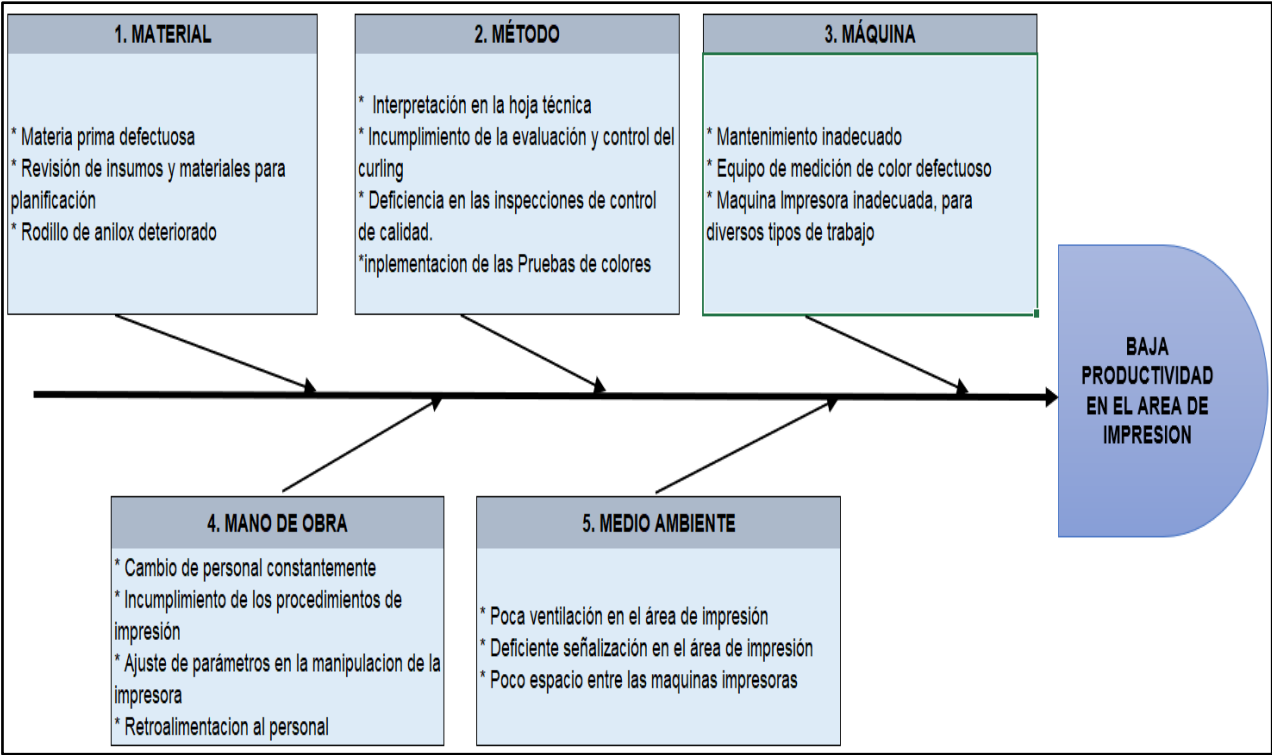 1. MATERIAL
* Materia prima defectuosa
* Revisión de insumos y materiales para
planificación
* Rodillo de anilox deteriorado
2. MÉTODO
* Interpretación en la hoja técnica
* Incumplimiento de la evaluación y control del
curling
* Deficiencia en las inspecciones de control
de calidad.
*inplementacion de las Pruebas de colores
3. MÁQUINA
* Mantenimiento inadecuado
* Equipo de medición de color defectuoso
* Maquina Impresora inadecuada, para
diversos tipos de trabajo
BAJA
PRODUCTIVIDAD
EN EL AREA DE
IMPRESION
4. MANO DE OBRA
* Cambio de personal constantemente
* Incumplimiento de los procedimientos de
impresión
* Ajuste de parámetros en la manipulacion de la
impresora
* Retroalimentacion al personal
5. MEDIO AMBIENTE
* Poca ventilación en el área de impresión
* Deficiente señalización en el área de impresión
* Poco espacio entre las maquinas impresoras